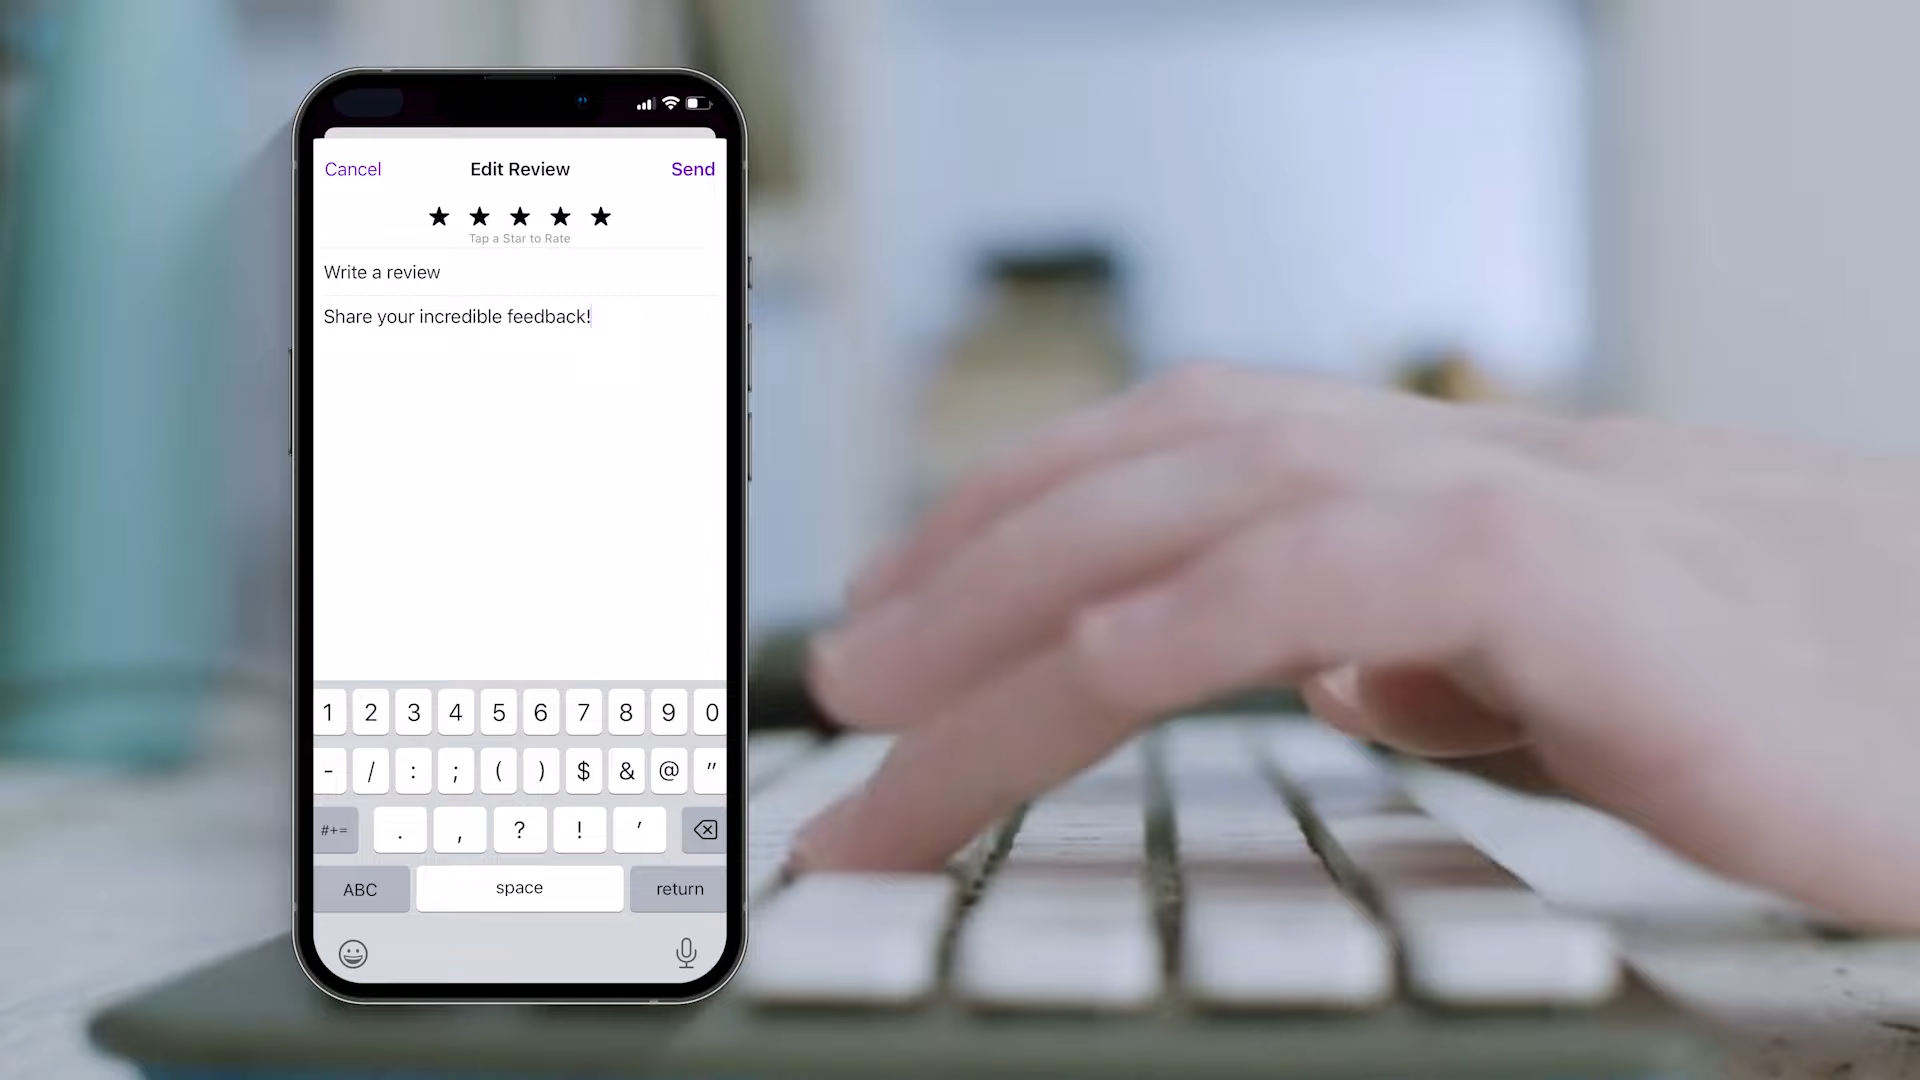 Cancel Edit Review Send
★ ★ ★ ★ ★
Tap a Star to Rate
Write a review
Share your incredible feedback!
1 2 3 4 5 6 7 8 9 0
- / : ; ( ) $ & @ "
#+= . , ? ! ’
ABC space return